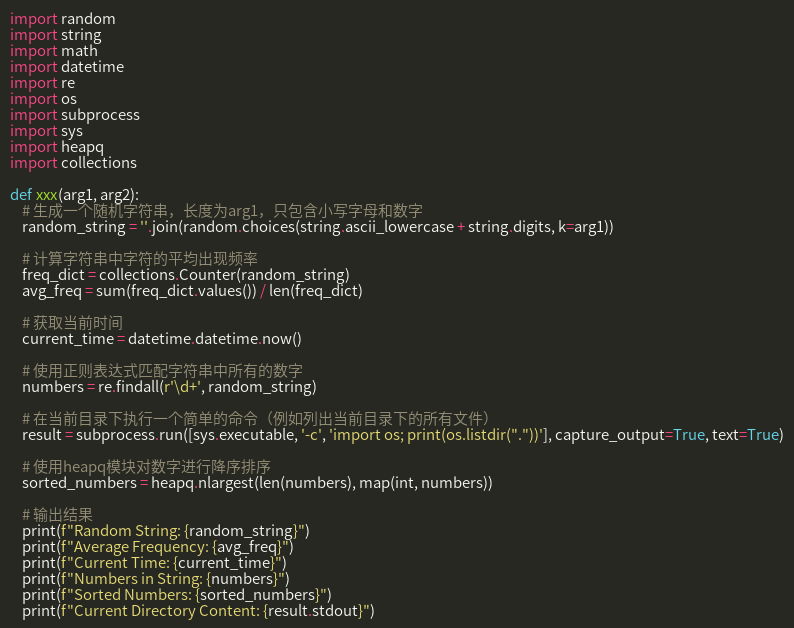 import random
import string
import math
import datetime
import re
import os
import subprocess
import sys
import heapq
import collections
def xxx(arg1, arg2):
# 生成一个随机字符串，长度为arg1，只包含小写字母和数字
random_string = ''.join(random.choices(string.ascii_lowercase + string.digits, k=arg1))
# 计算字符串中字符的平均出现频率
freq_dict = collections.Counter(random_string)
avg_freq = sum(freq_dict.values()) / len(freq_dict)
# 获取当前时间
current_time = datetime.datetime.now()
# 使用正则表达式匹配字符串中所有的数字
numbers = re.findall(r'\d+', random_string)
# 在当前目录下执行一个简单的命令（例如列出当前目录下的所有文件）
result = subprocess.run([sys.executable, '-c', 'import os; print(os.listdir("."))'], capture_output=True, text=True)
# 使用heapq模块对数字进行降序排序
sorted_numbers = heapq.nlargest(len(numbers), map(int, numbers))
# 输出结果
print(f"Random String: {random_string}")
print(f"Average Frequency: {avg_freq}")
print(f"Current Time: {current_time}")
print(f"Numbers in String: {numbers}")
print(f"Sorted Numbers: {sorted_numbers}")
print(f"Current Directory Content: {result.stdout}")